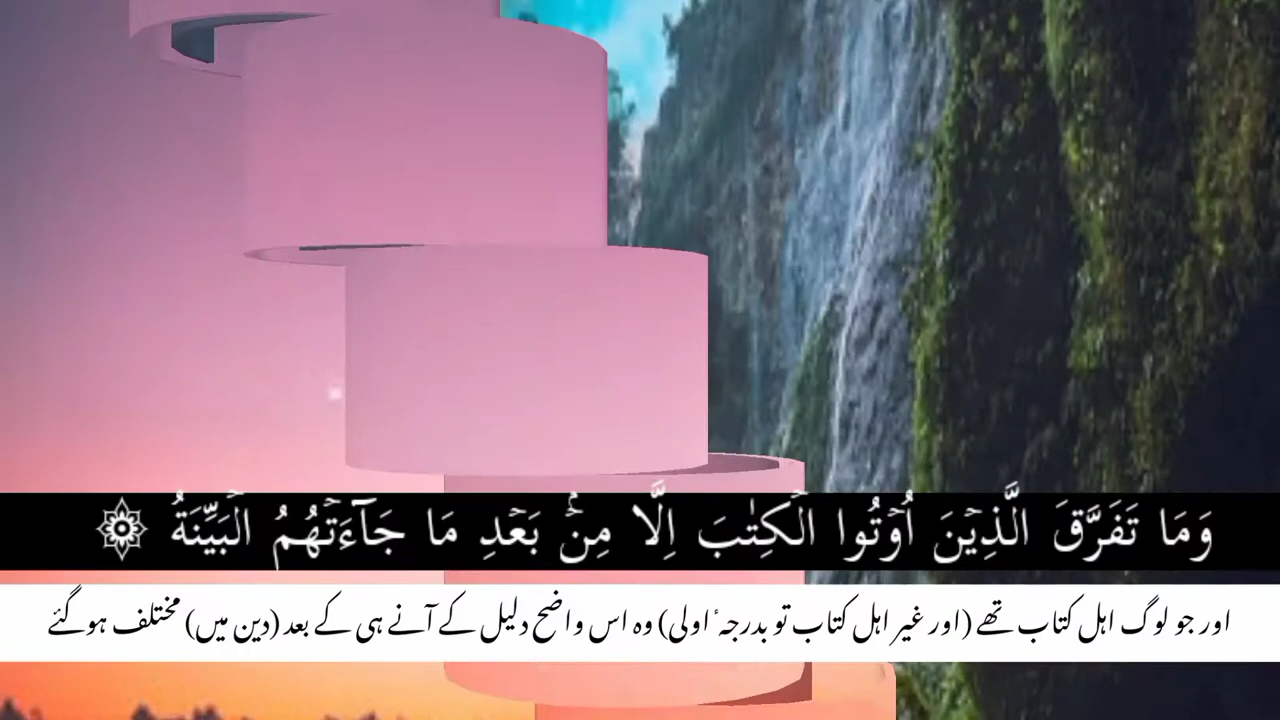 وَمَا تَفَرَّقَ الَّذِيۡنَ اُوۡتُوا الۡكِتٰبَ اِلَّا مِنۡۢ بَعۡدِ مَا جَآءَتۡهُمُ الۡبَيِّنَةُ ۞
اور جو لوگ اہل کتاب تھے (اور غیر اہل کتاب تو بدرجہٴ اولی) وہ اس واضح دلیل کے آنے ہی کے بعد (دین میں) مختلف ہوگئے